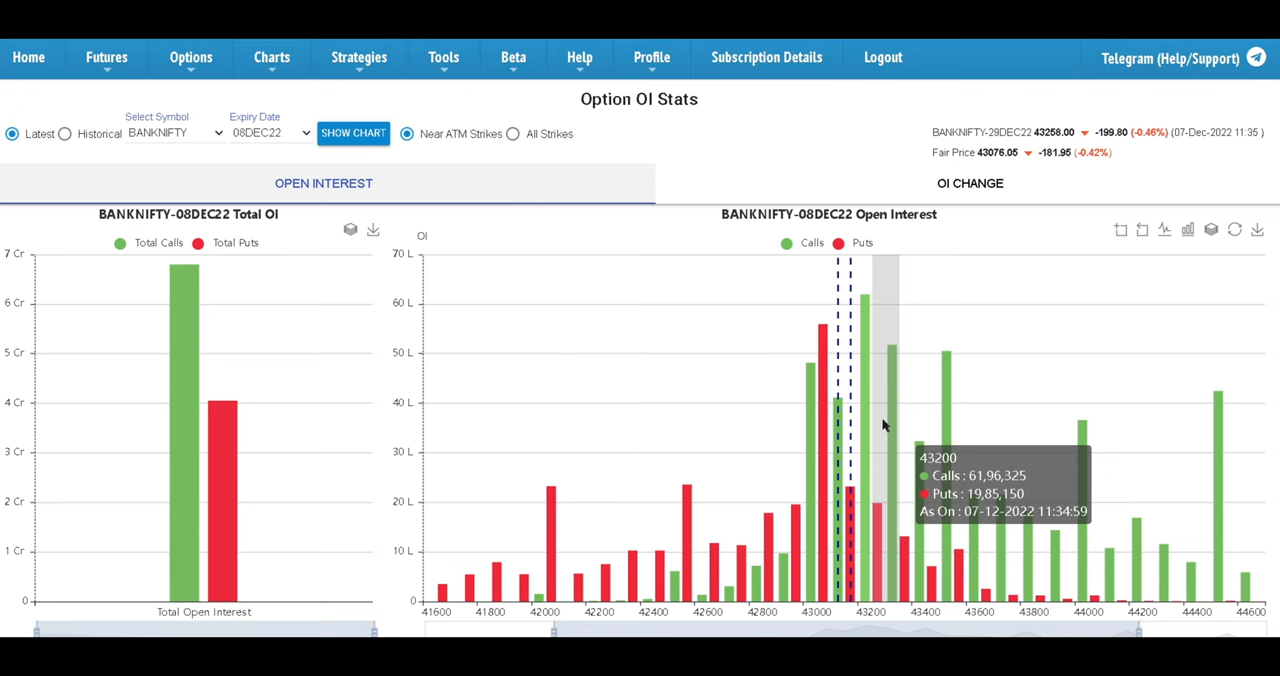 Home Futures Options Charts Strategies Tools Beta Help Profile Subscription Details Logout Telegram (Help/Support)
Option OI Stats
Select Symbol Expiry Date
Latest Historical BANKNIFTY 08DEC22 SHOW CHART Near ATM Strikes All Strikes
BANKNIFTY-29DEC22 43258.00 -199.80 (-0.46%) (07-Dec-2022 11:35 )
Fair Price 43076.05 -181.95 (-0.42%)
OPEN INTEREST OI CHANGE
BANKNIFTY-08DEC22 Total OI
Total Calls Total Puts
7 Cr
6 Cr
5 Cr
4 Cr
3 Cr
2 Cr
1 Cr
0
Total Open Interest
BANKNIFTY-08DEC22 Open Interest
OI
Calls Puts
70 L
60 L
50 L
40 L
30 L
20 L
10 L
0
43200
Calls : 61,96,325
Puts : 19,85,150
As On : 07-12-2022 11:34:59
41600 41800 42000 42200 42400 42600 42800 43000 43200 43400 43600 43800 44000 44200 44400 44600